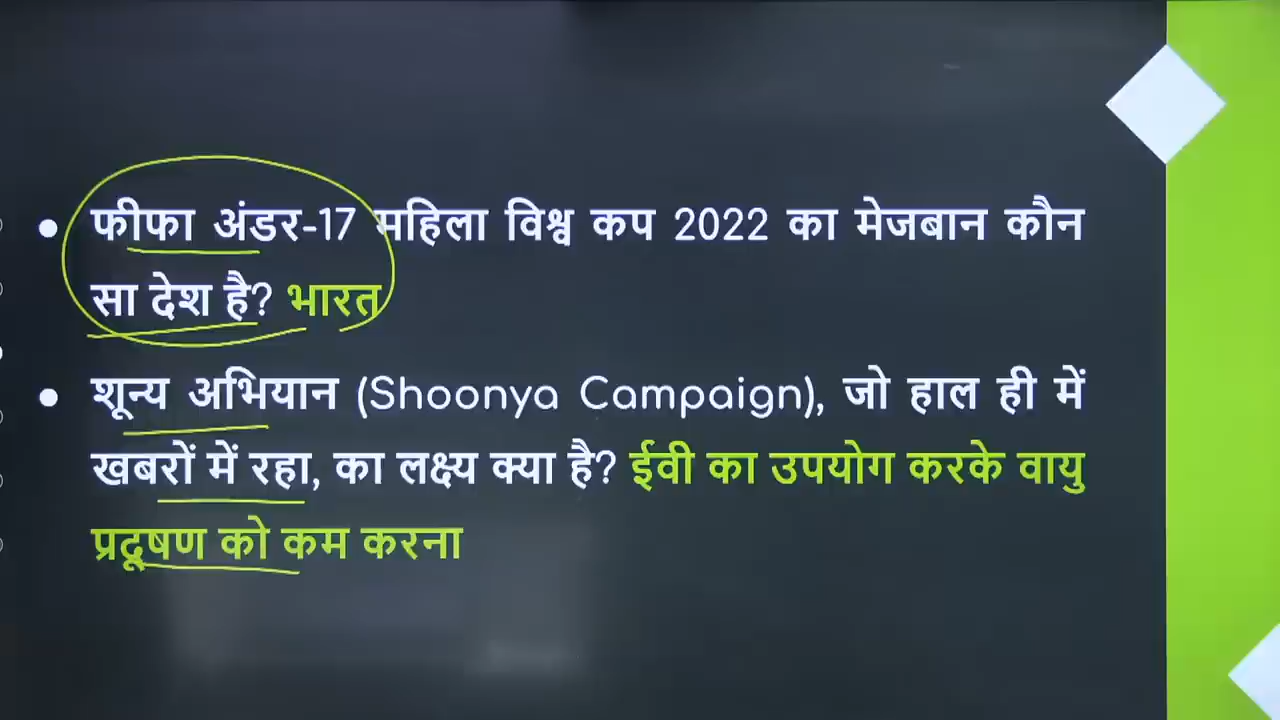 • फीफा अंडर-17 महिला विश्व कप 2022 का मेजबान कौन
सा देश है? भारत
• शून्य अभियान (Shoonya Campaign), जो हाल ही में
खबरों में रहा, का लक्ष्य क्या है? ईवी का उपयोग करके वायु
प्रदूषण को कम करना